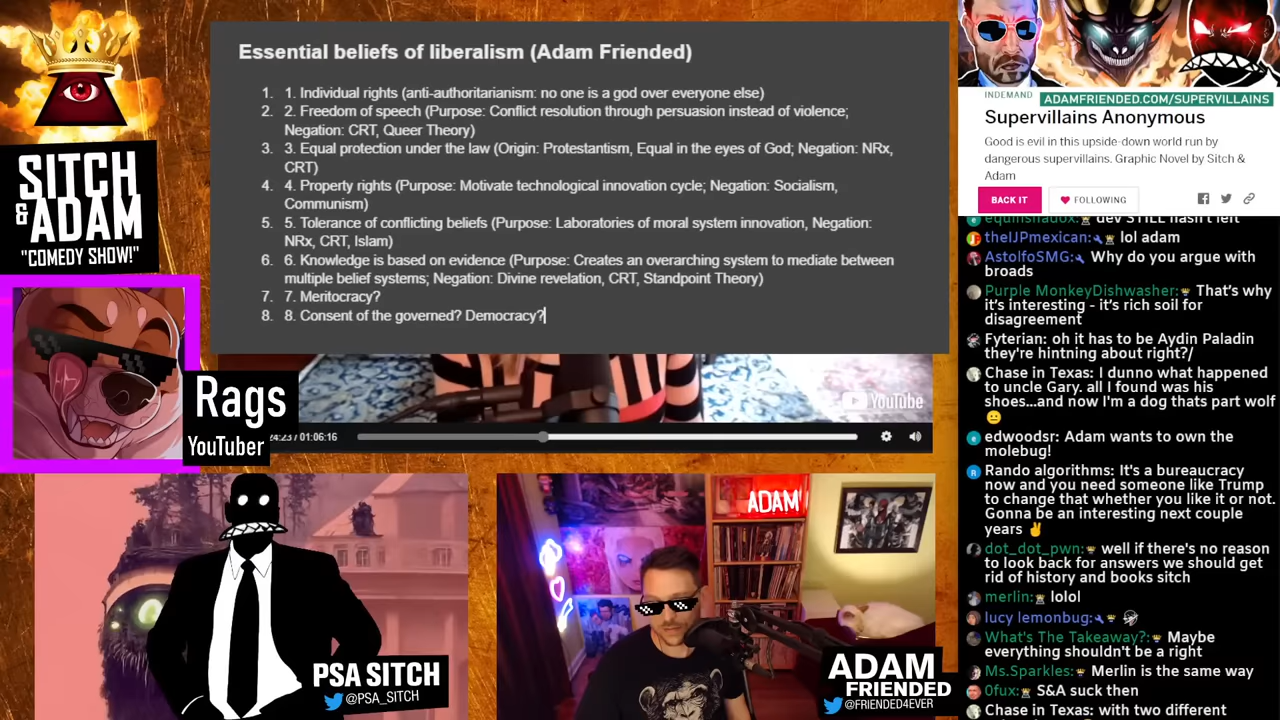 Essential beliefs of liberalism (Adam Friended)
1. 1. Individual rights (anti-authoritarianism: no one is a god over everyone else)
2. 2. Freedom of speech (Purpose: Conflict resolution through persuasion instead of violence;
Negation: CRT, Queer Theory)
3. 3. Equal protection under the law (Origin: Protestantism, Equal in the eyes of God; Negation: NRx,
CRT)
4. 4. Property rights (Purpose: Motivate technological innovation cycle; Negation: Socialism,
Communism)
5. 5. Tolerance of conflicting beliefs (Purpose: Laboratories of moral system innovation, Negation:
NRx, CRT, Islam)
6. 6. Knowledge is based on evidence (Purpose: Creates an overarching system to mediate between
multiple belief systems; Negation: Divine revelation, CRT, Standpoint Theory)
7. 7. Meritocracy?
8. 8. Consent of the governed? Democracy?
SITCH
& ADAM
"COMEDY SHOW!"
Rags
YouTuber
24:23 / 01:06:16
YouTube
PSA SITCH
@PSA_SITCH
ADAM
ADAM
FRIENDED
@FRIENDED4EVER
INDEMAND
ADAMFRIENDED.COM/SUPERVILLAINS
Supervillains Anonymous
Good is evil in this upside-down world run by
dangerous supervillains. Graphic Novel by Sitch &
Adam
BACK IT
FOLLOWING
equinshadox: dev STILL hasn't left
theIJPmexican: lol adam
AstolfoSMG: Why do you argue with
broads
Purple MonkeyDishwasher: That's why
it's interesting - it's rich soil for
disagreement
Fyterian: oh it has to be Aydin Paladin
they're hintning about right?/
Chase in Texas: I dunno what happened
to uncle Gary. all I found was his
shoes...and now I'm a dog thats part wolf
😐
edwoodsr: Adam wants to own the
molebug!
Rando algorithms: It's a bureaucracy
now and you need someone like Trump
to change that whether you like it or not.
Gonna be an interesting next couple
years ✌
dot_dot_pwn: well if there's no reason
to look back for answers we should get
rid of history and books sitch
merlin: lolol
lucy lemonbug:
What's The Takeaway?: Maybe
everything shouldn't be a right
Ms.Sparkles: Merlin is the same way
0fux: S&A suck then
Chase in Texas: with two different